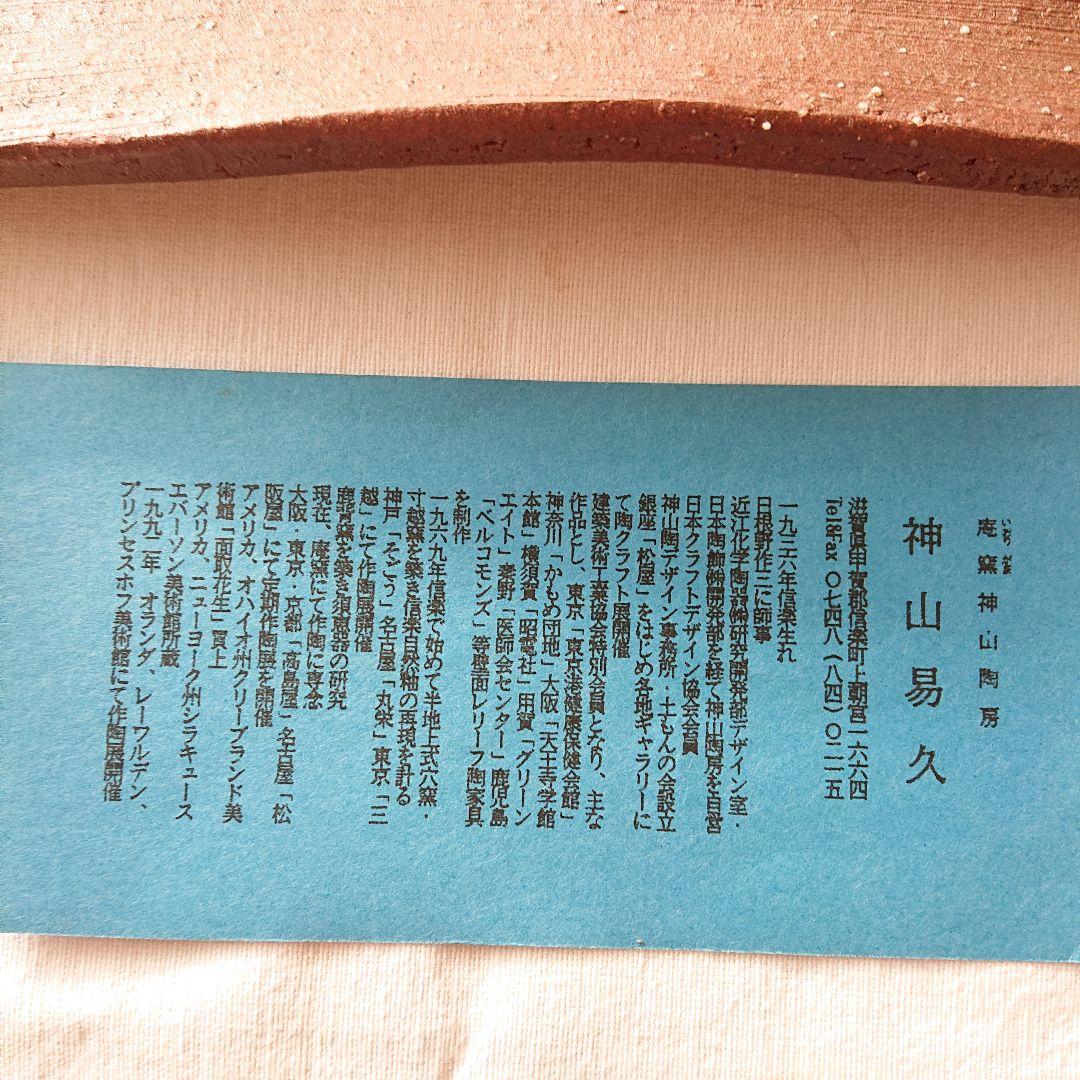 庵窯 神山陶房
神山易久
滋賀県甲賀郡信楽町上朝宮一六六四
Tel&Fax 〇七四八(八四)〇二一五
一九三六年信楽生れ
日根野作三に師事
近江化学陶器㈱研究開発部デザイン室・
日本陶飾㈱開発部を経て神山陶房を自営
日本クラフトデザイン協会会員
神山陶デザイン事務所・土もんの会設立
銀座「松屋」をはじめ各地ギャラリーに
て陶クラフト展開催
建築美術工業協会特別会員となり、主な
作品とし、東京「東京港健康保健会館」
神奈川「かもめ団地」大阪「天王寺学館
本館」横須賀「昭電社」用賀「グリーン
エイト」秦野「医師会センター」鹿児島
「ベルコモンズ」等壁面レリーフ陶家具
を制作
一九六九年信楽で始めて半地上式穴窯・
寸越窯を築き信楽自然釉の再現を計る
神戸「そごう」名古屋「丸栄」東京「三
越」にて作陶展開催
鹿背窯を築き須恵器の研究
現在、庵窯にて作陶に専念
大阪・東京・京都「高島屋」名古屋「松
阪屋」にて定期作陶展を開催
アメリカ、オハイオ州クリーブランド美
術館「面取花生」買上
アメリカ、ニューヨーク州シラキュース
エバーソン美術館所蔵
一九九二年 オランダ、レーワルデン、
プリンセスホフ美術館にて作陶展開催